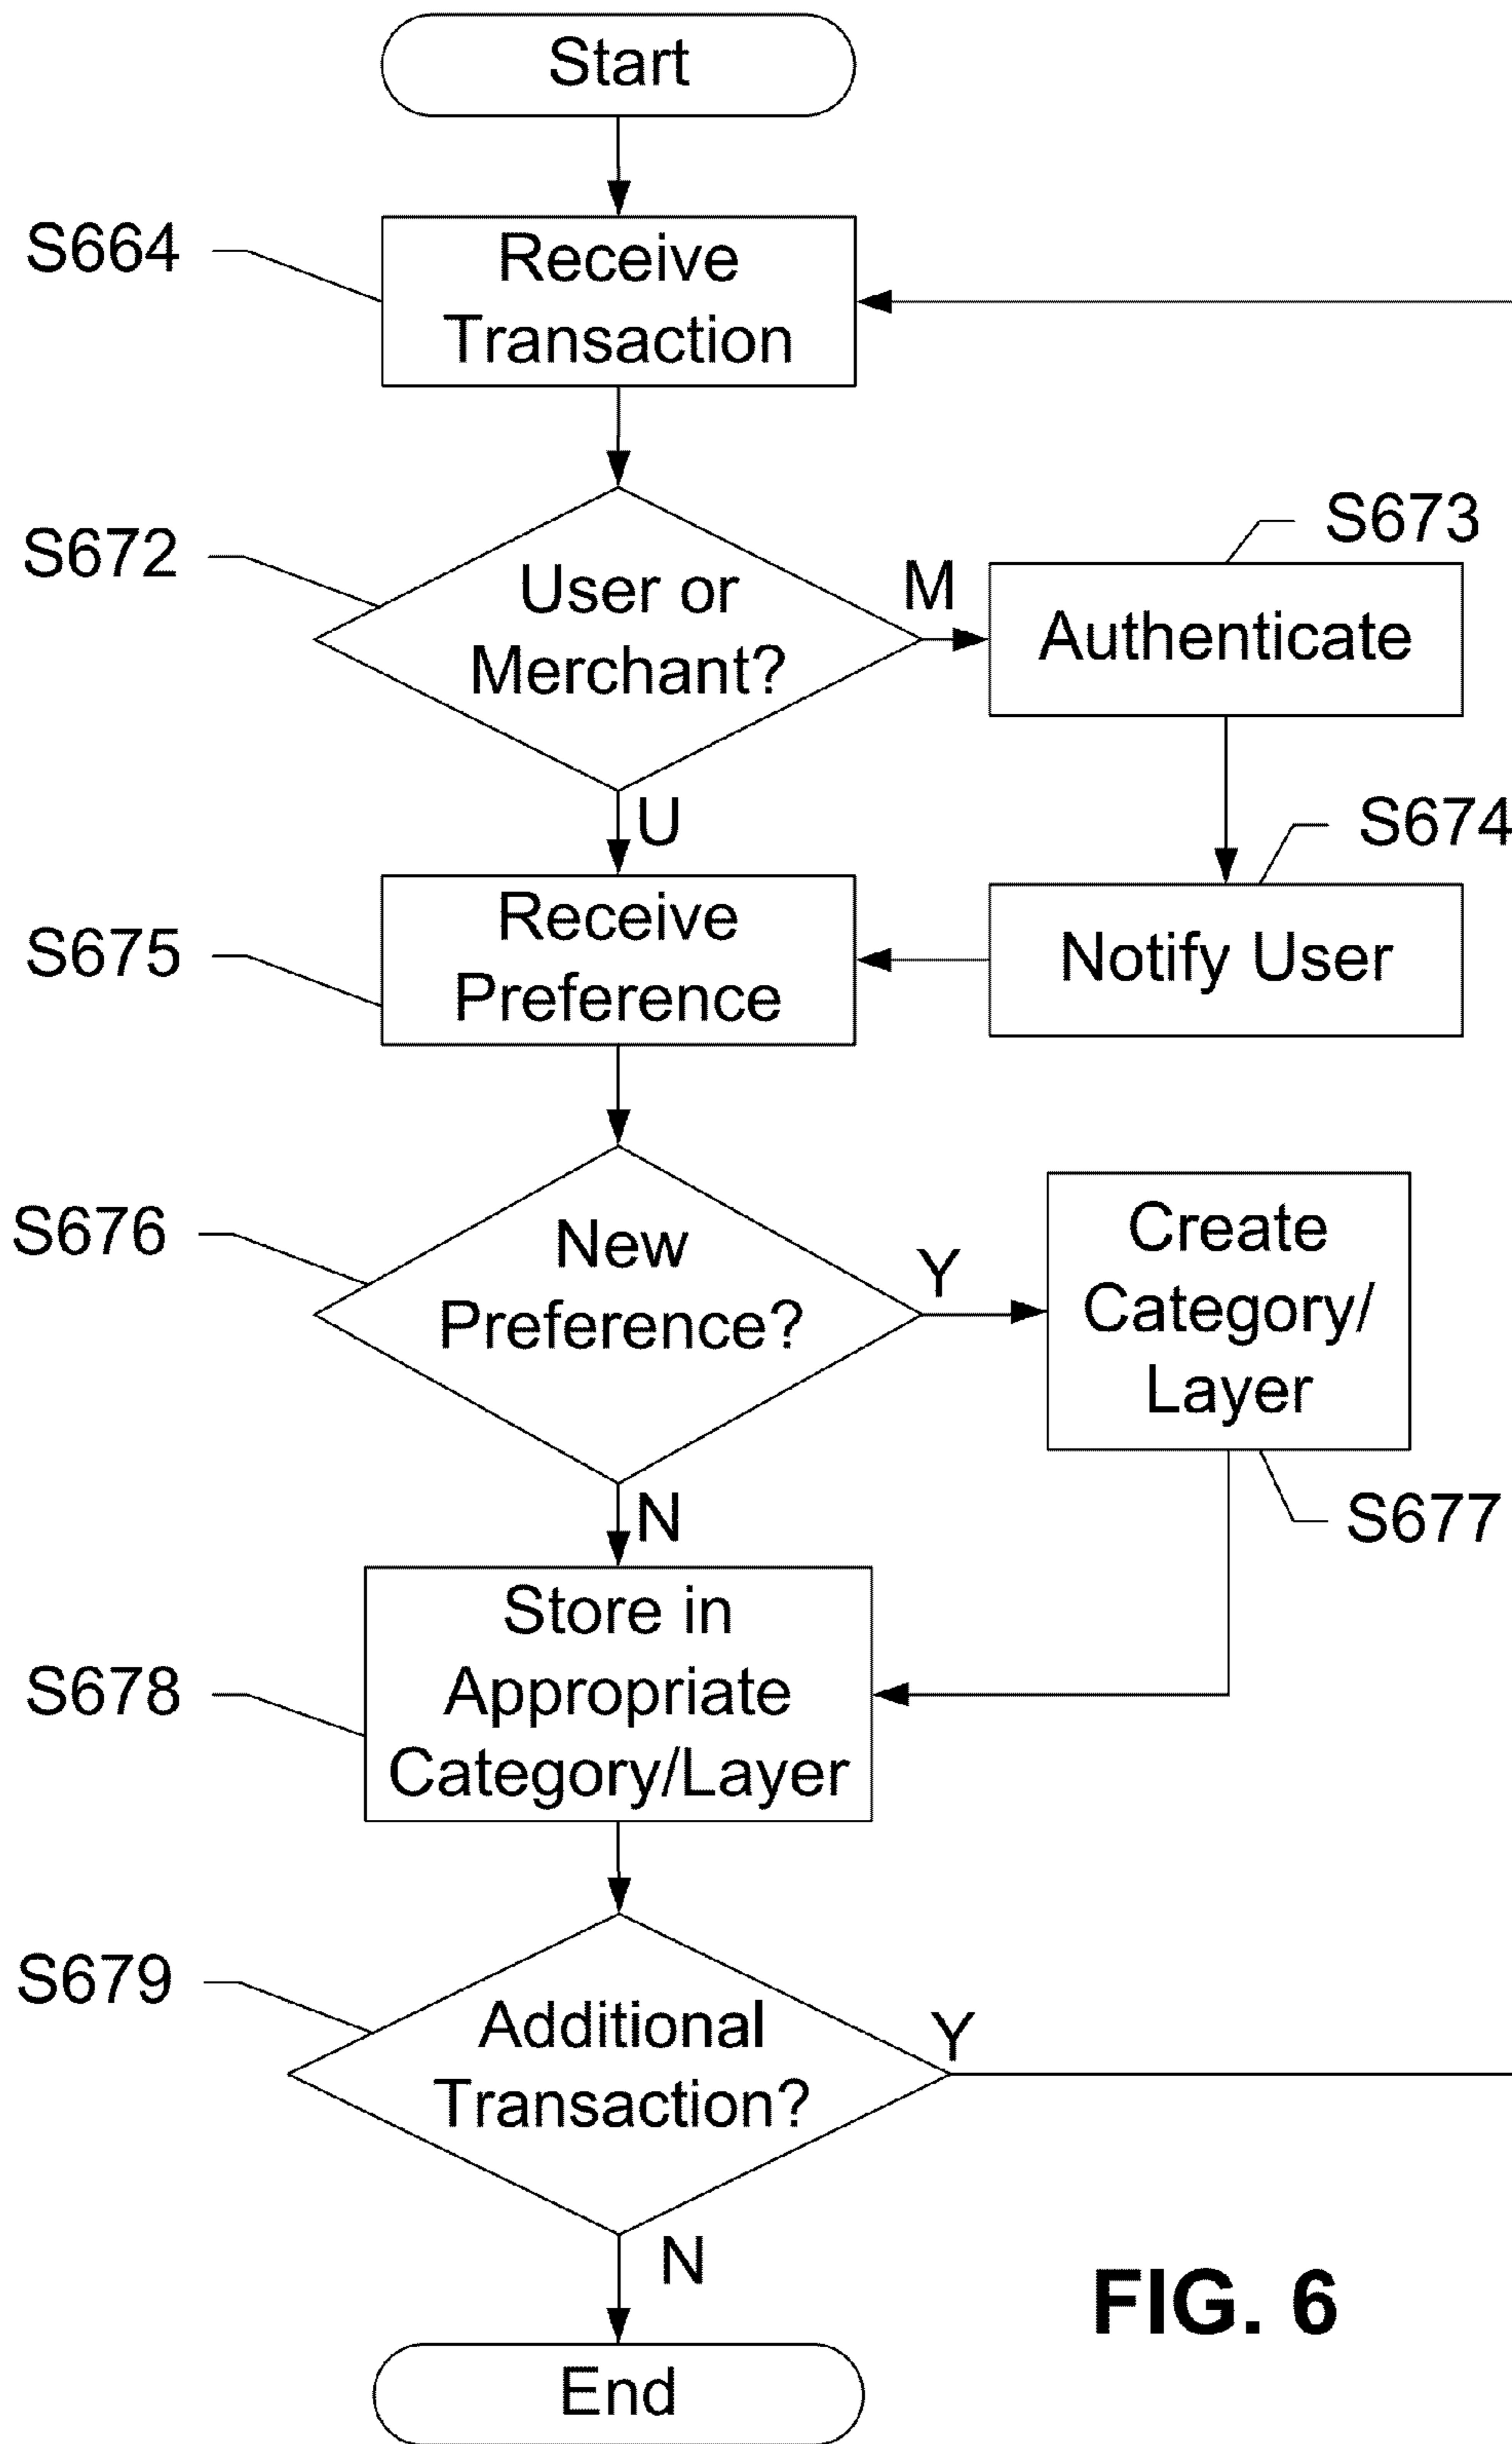 Start
S664
Receive
Transaction
S672
User or
Merchant?
M
S673
Authenticate
U
S674
Notify User
S675
Receive
Preference
S676
New
Preference?
Y
Create
Category/
Layer
S677
N
S678
Store in
Appropriate
Category/Layer
S679
Additional
Transaction?
Y
N
End
FIG. 6